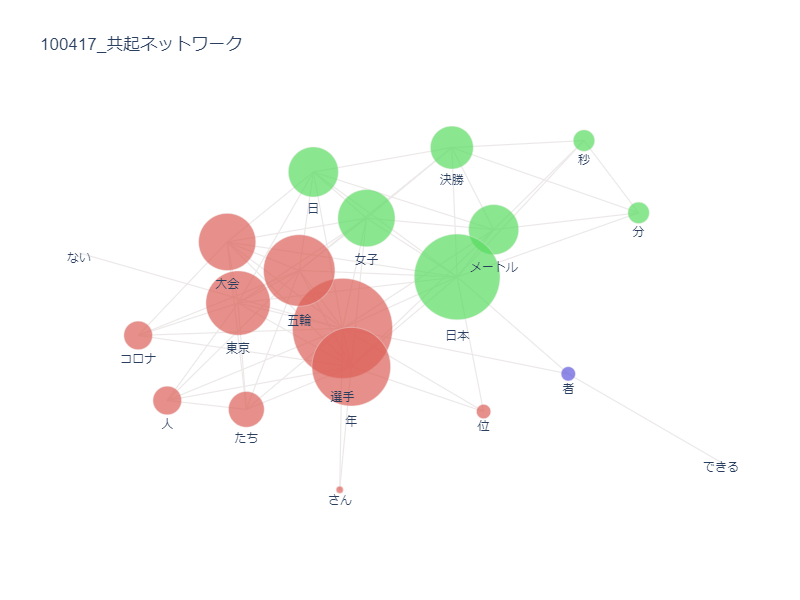 100417_共起ネットワーク
秒
決勝
日
分
女子
ない
メートル
大会
五輪
日本
東京
コロナ
者
選手
年
人
位
たち
できる
さん